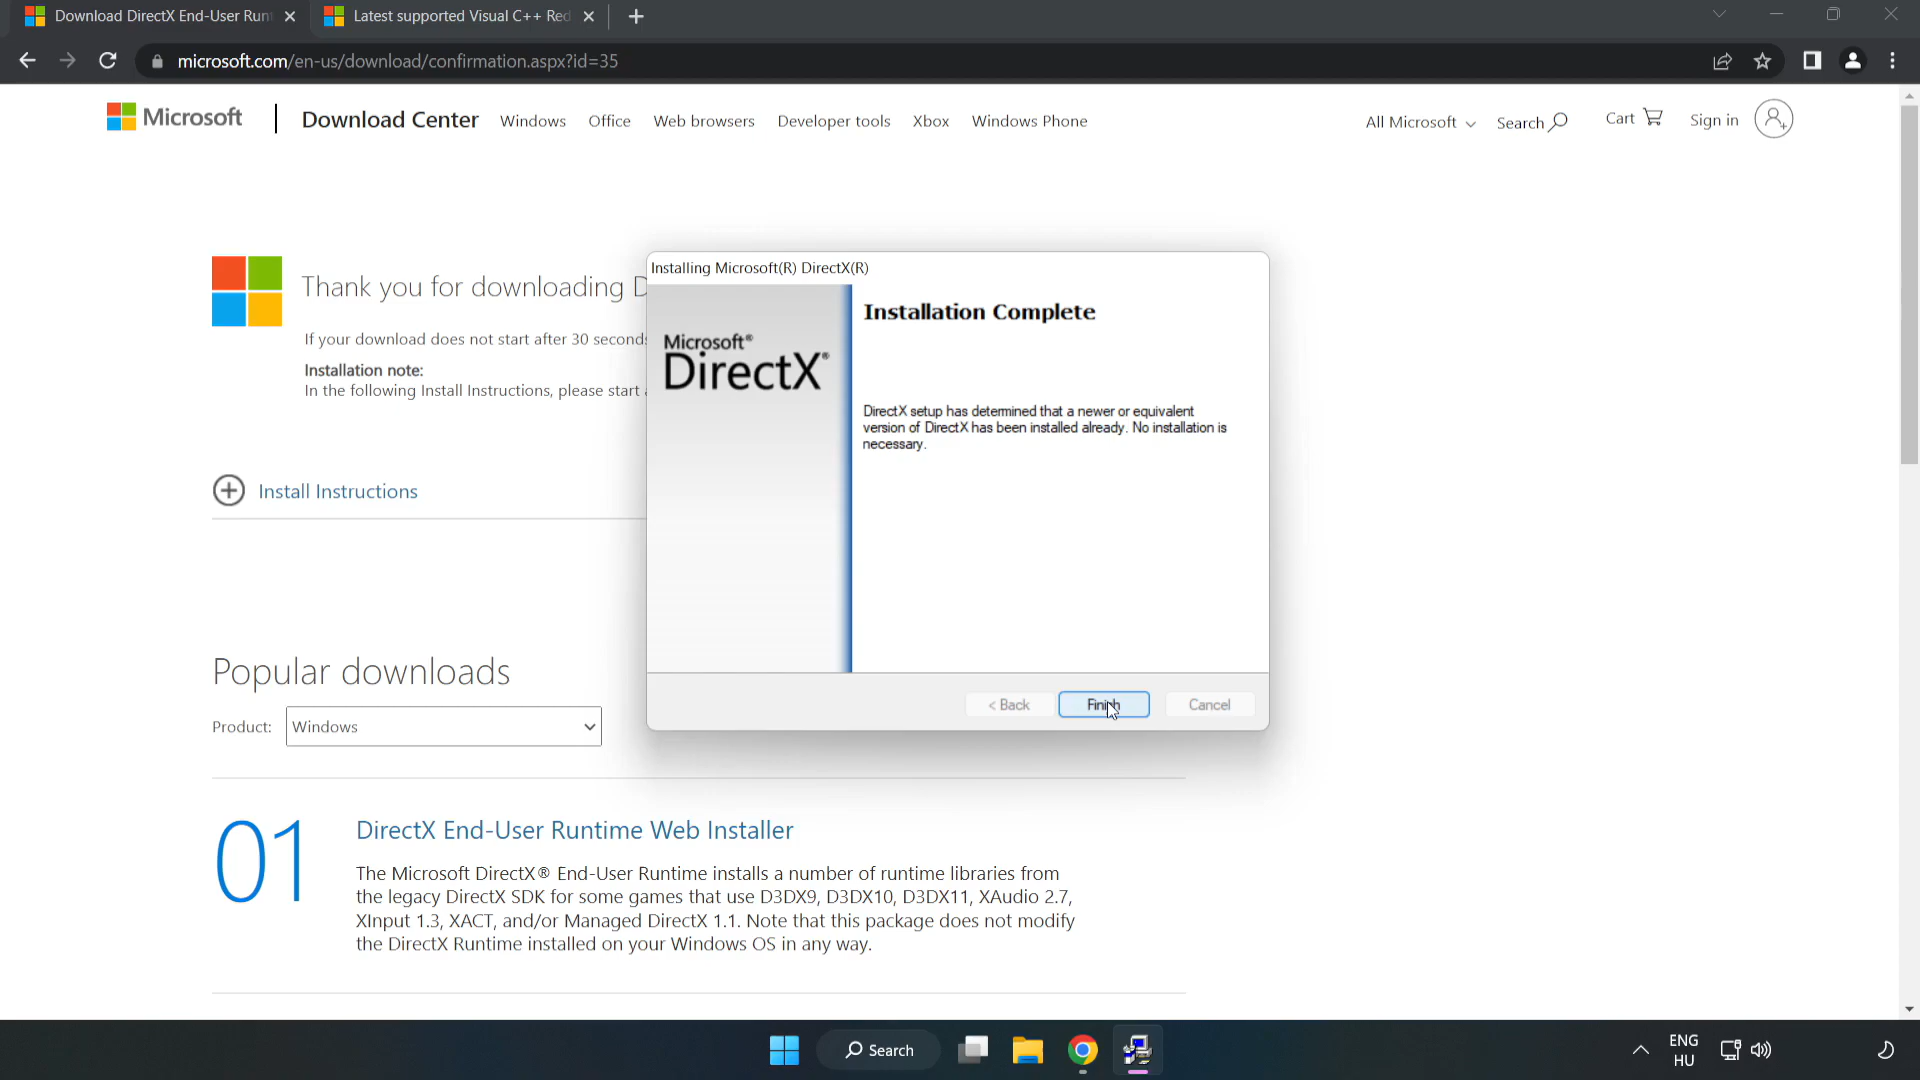 Download DirectX End-User Runt
Latest supported Visual C++ Red
microsoft.com/en-us/download/confirmation.aspx?id=35
Microsoft
Download Center
Windows
Office
Web browsers
Developer tools
Xbox
Windows Phone
All Microsoft
Search
Cart
Sign in
Thank you for downloading D
If your download does not start after 30 seconds
Installation note:
In the following Install Instructions, please start a
Install Instructions
Installing Microsoft(R) DirectX(R)
Microsoft®
DirectX®
Installation Complete
DirectX setup has determined that a newer or equivalent
version of DirectX has been installed already. No installation is
necessary.
< Back
Finish
Cancel
Popular downloads
Product:
Windows
01
DirectX End-User Runtime Web Installer
The Microsoft DirectX® End-User Runtime installs a number of runtime libraries from
the legacy DirectX SDK for some games that use D3DX9, D3DX10, D3DX11, XAudio 2.7,
XInput 1.3, XACT, and/or Managed DirectX 1.1. Note that this package does not modify
the DirectX Runtime installed on your Windows OS in any way.
Search
ENG
HU